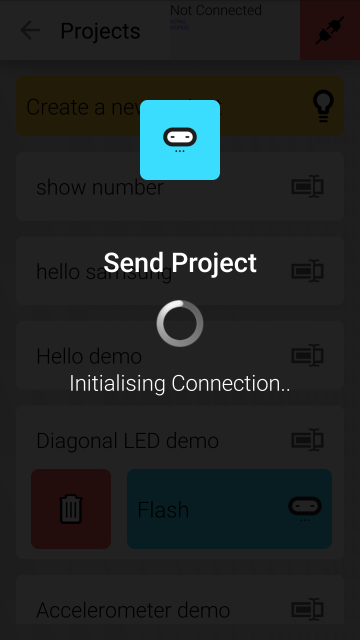 Not Connected
Projects
Create a new
show number
Send Project
hello samsung
Hello demo
Initialising Connection..
Diagonal LED demo
Flash
Accelerometer demo